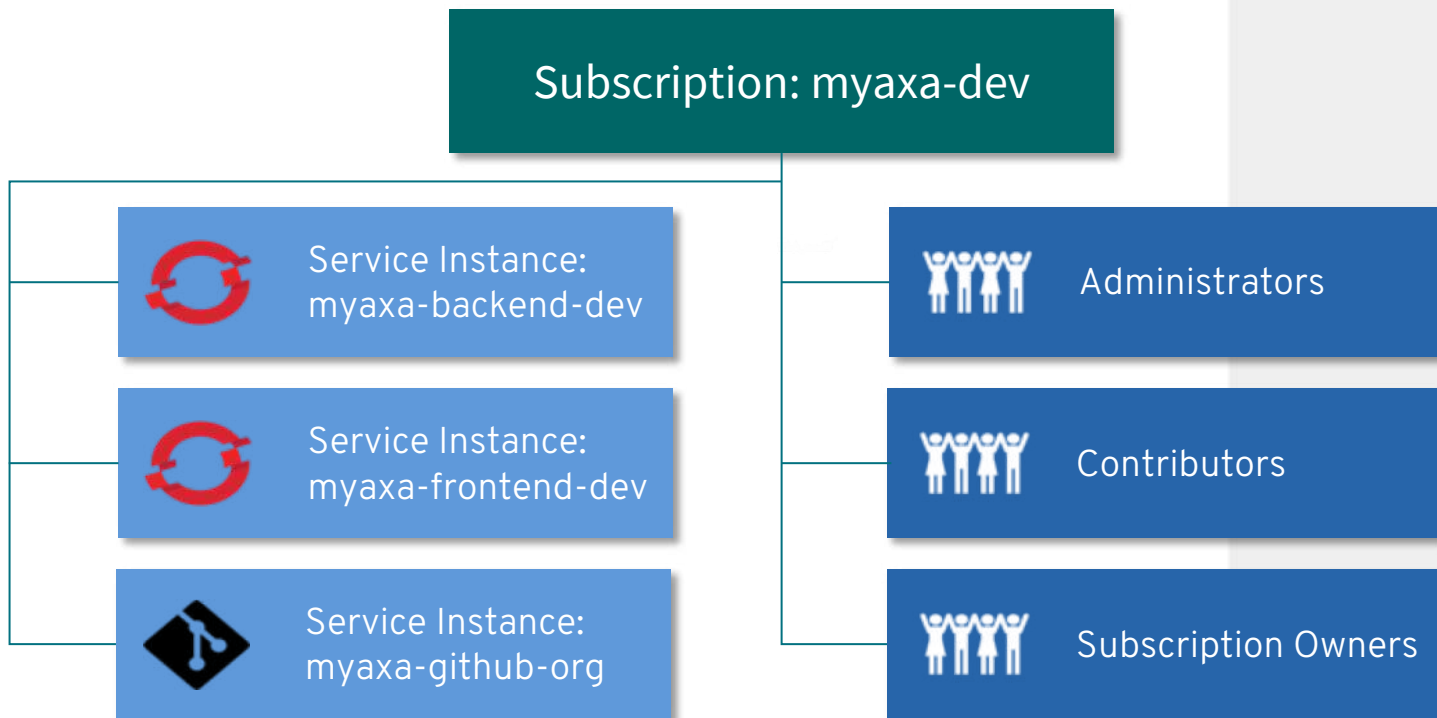 Subscription: myaxa-dev
Service Instance:
myaxa-backend-dev
Service Instance:
myaxa-frontend-dev
Service Instance:
myaxa-github-org
Administrators
Contributors
Subscription Owners